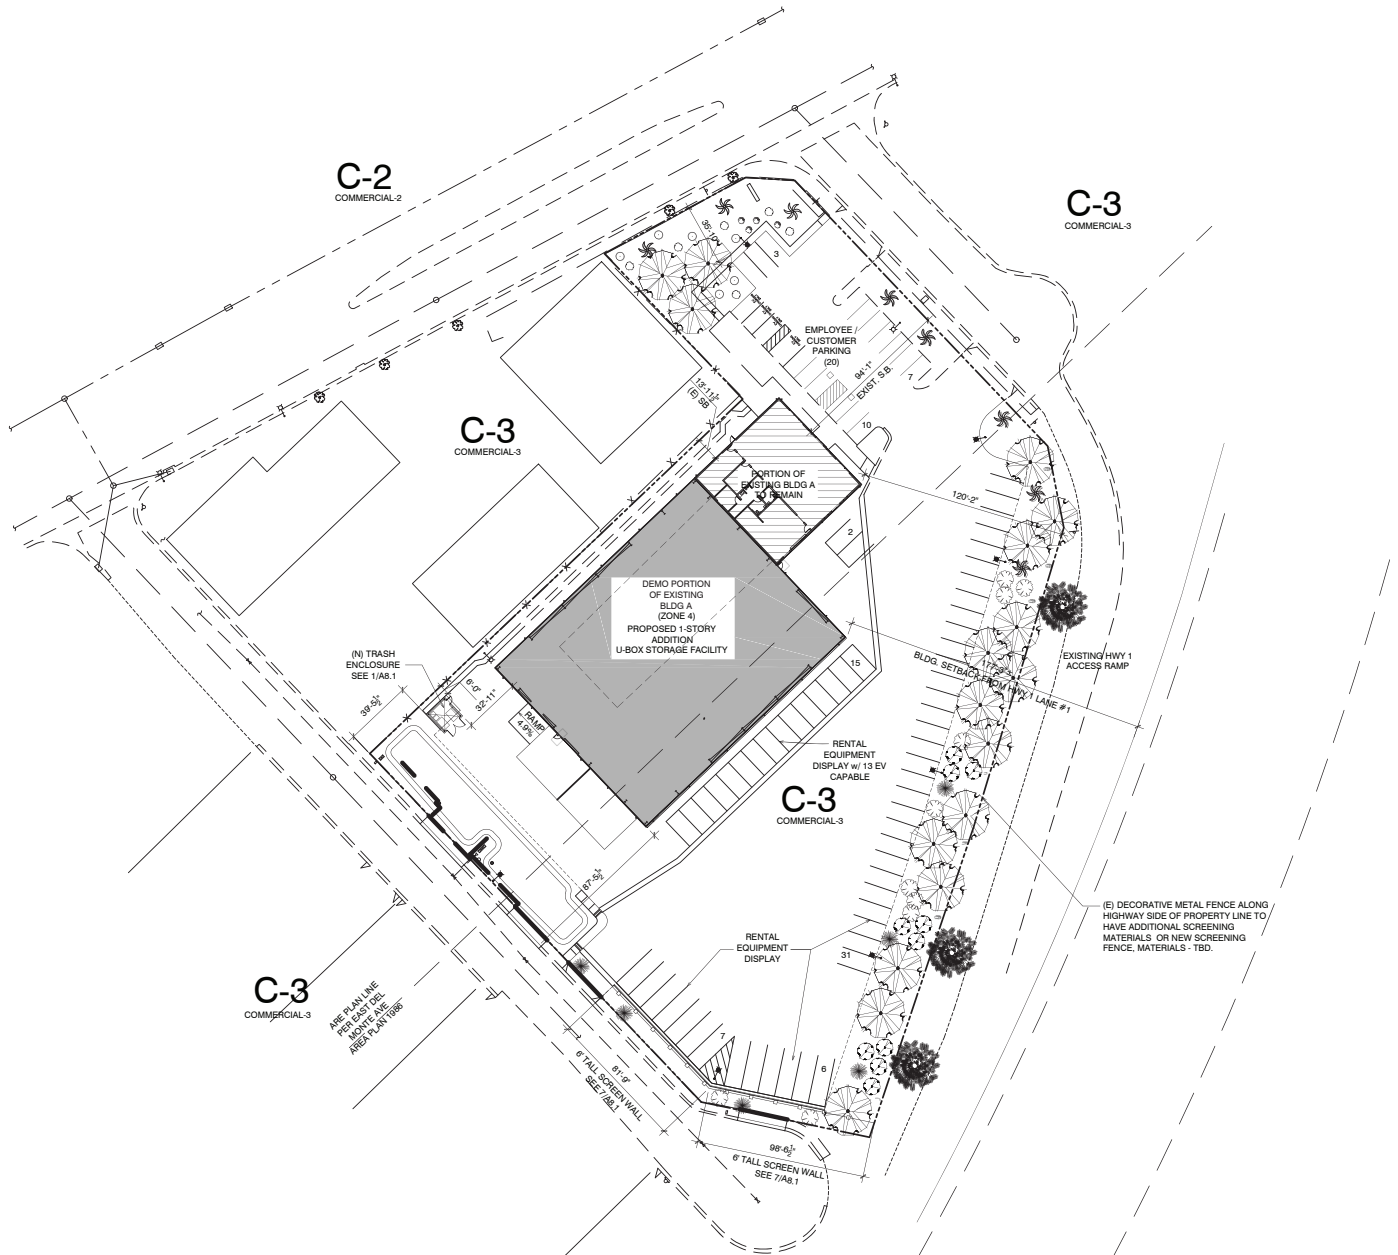 C-2
COMMERCIAL-2
C-3
COMMERCIAL-3
35'-10"
3
EMPLOYEE /
CUSTOMER
PARKING
(20)
94'-1"
EXIST. S.B.
7
13'-11½"
(E) SB
10
C-3
COMMERCIAL-3
PORTION OF
EXISTING BLDG A
TO REMAIN
120'-2"
2
DEMO PORTION
OF EXISTING
BLDG A
(ZONE 4)
PROPOSED 1-STORY
ADDITION
U-BOX STORAGE FACILITY
(N) TRASH
ENCLOSURE
SEE 1/A8.1
6'-0"
32'-11"
39'-5½"
RAMP
4.9%
15
EXISTING HWY 1
ACCESS RAMP
BLDG. SETBACK FROM HWY 1 LANE #1
RENTAL
EQUIPMENT
DISPLAY w/ 13 EV
CAPABLE
C-3
COMMERCIAL-3
87'-5½"
(E) DECORATIVE METAL FENCE ALONG
HIGHWAY SIDE OF PROPERTY LINE TO
HAVE ADDITIONAL SCREENING
MATERIALS OR NEW SCREENING
FENCE, MATERIALS - TBD.
RENTAL
EQUIPMENT
DISPLAY
31
C-3
COMMERCIAL-3
ARE PLAN LINE
PER EAST DEL
MONTE AVE
AREA PLAN 1986
7
6
81'-9"
6' TALL SCREEN WALL
SEE 7/A8.1
98'-6½"
6' TALL SCREEN WALL
SEE 7/A8.1